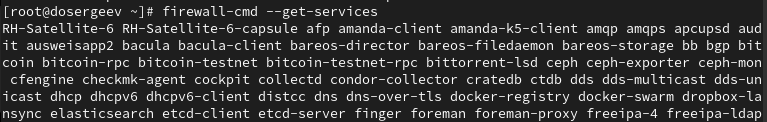 [root@dosergeev ~]# firewall-cmd --get-services
RH-Satellite-6 RH-Satellite-6-capsule afp amanda-client amanda-k5-client amqp amqps apcupsd aud
it ausweisapp2 bacula bacula-client bareos-director bareos-filedaemon bareos-storage bb bgp bit
coin bitcoin-rpc bitcoin-testnet bitcoin-testnet-rpc bittorrent-lsd ceph ceph-exporter ceph-mon
 cfengine checkmk-agent cockpit collectd condor-collector cratedb ctdb dds dds-multicast dds-un
icast dhcp dhcpv6 dhcpv6-client distcc dns dns-over-tls docker-registry docker-swarm dropbox-la
nsync elasticsearch etcd-client etcd-server finger foreman foreman-proxy freeipa-4 freeipa-ldap